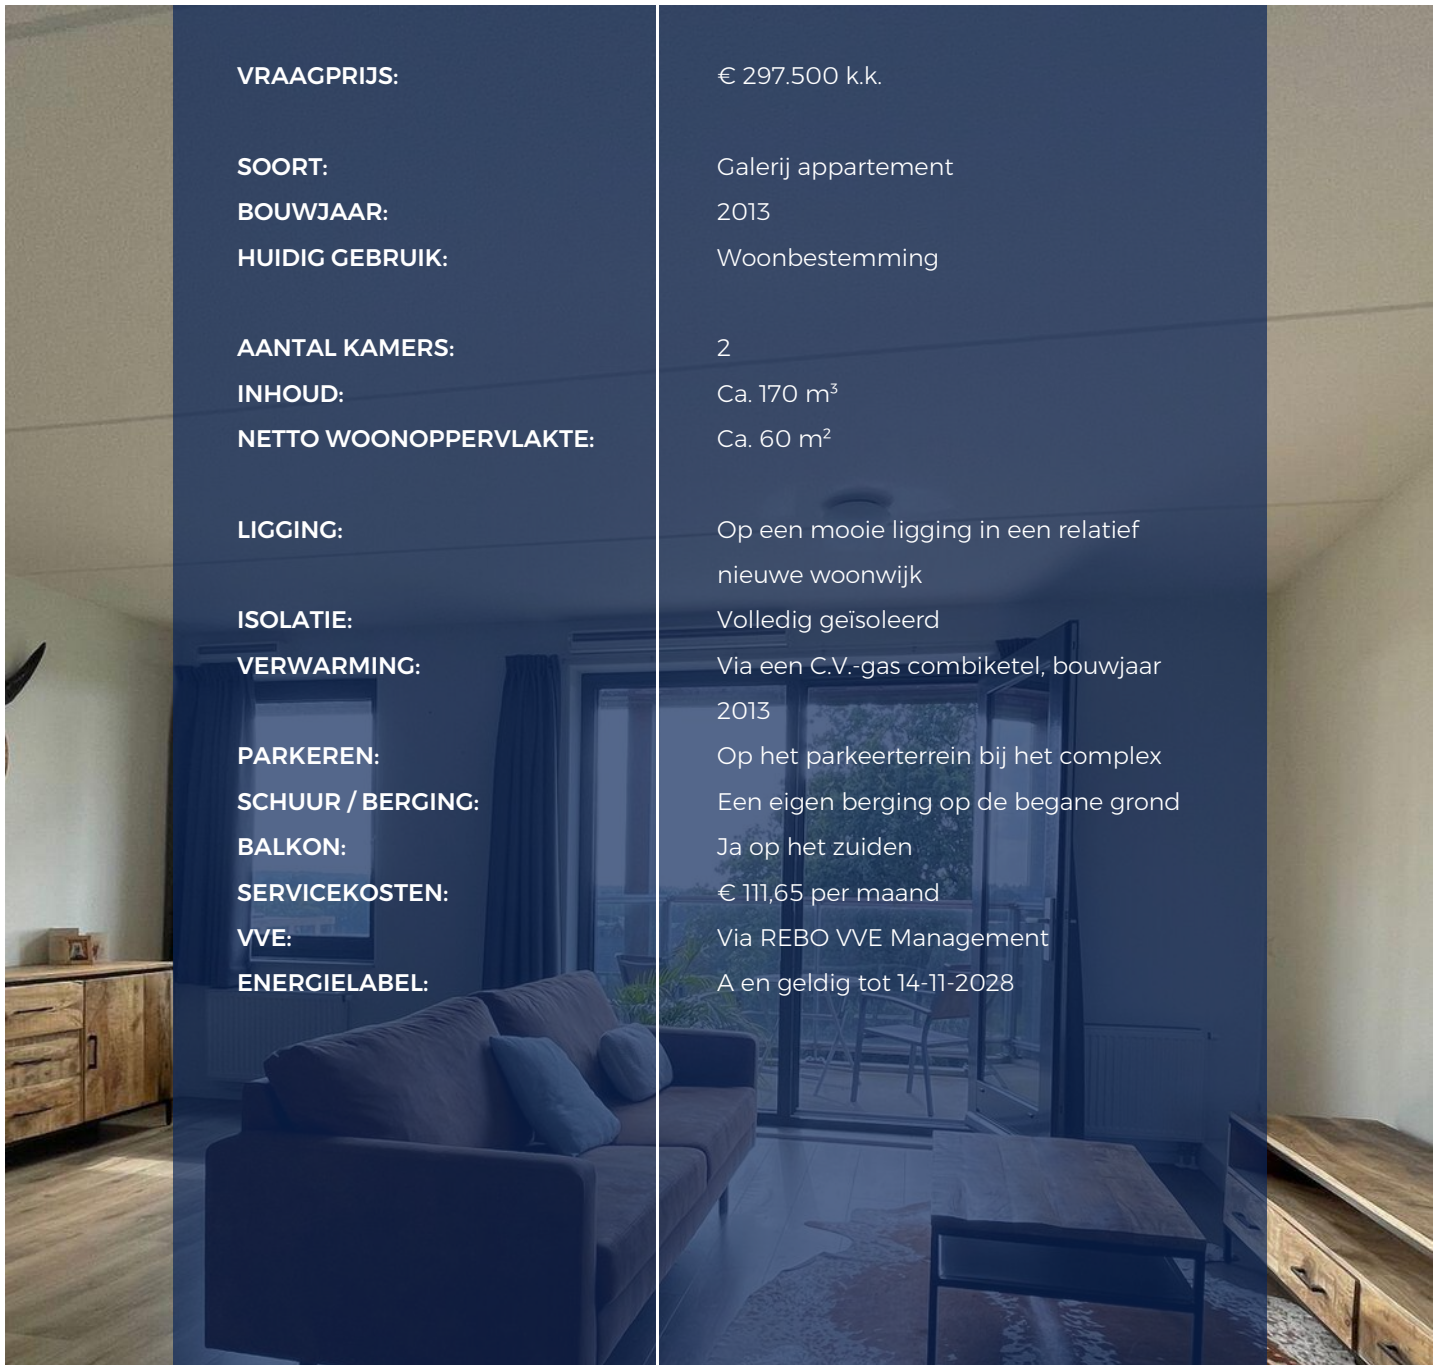 VRAAGPRIJS: € 297.500 k.k.
SOORT: Galerij appartement
BOUWJAAR: 2013
HUIDIG GEBRUIK: Woonbestemming
AANTAL KAMERS: 2
INHOUD: Ca. 170 m³
NETTO WOONOPPERVLAKTE: Ca. 60 m²
LIGGING: Op een mooie ligging in een relatief
nieuwe woonwijk
ISOLATIE: Volledig geïsoleerd
VERWARMING: Via een C.V.-gas combiketel, bouwjaar
2013
PARKEREN: Op het parkeerterrein bij het complex
SCHUUR / BERGING: Een eigen berging op de begane grond
BALKON: Ja op het zuiden
SERVICEKOSTEN: € 111,65 per maand
VVE: Via REBO VVE Management
ENERGIELABEL: A en geldig tot 14-11-2028